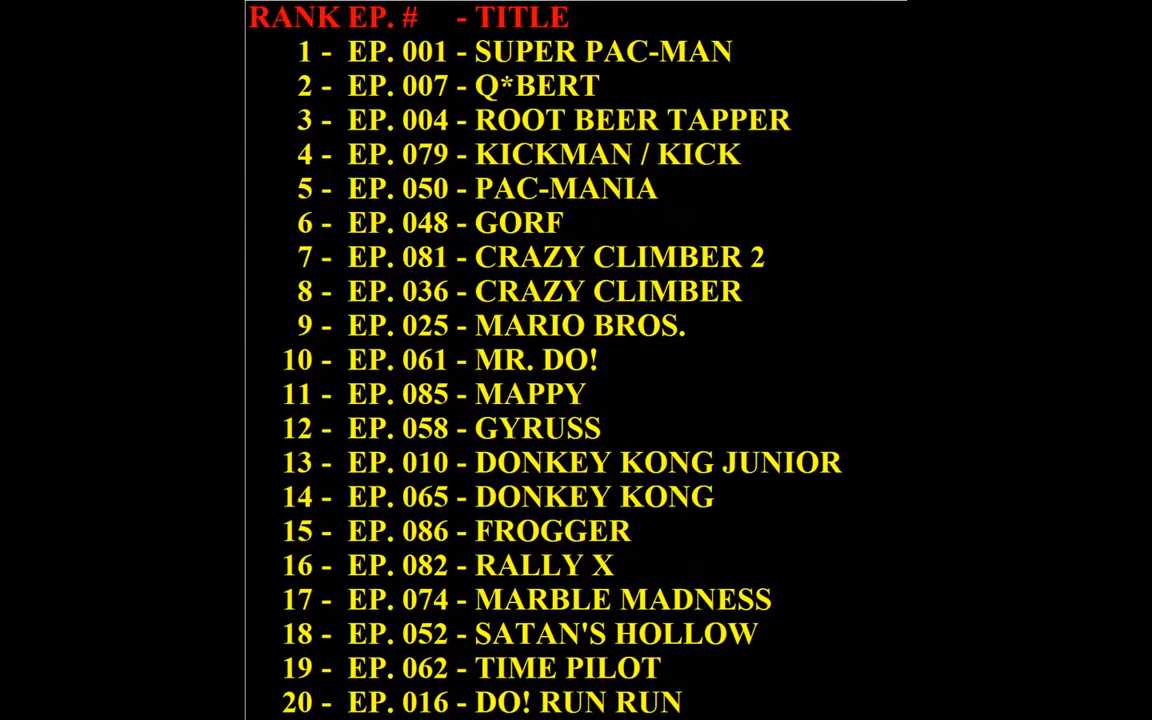 RANK EP. # - TITLE
1 - EP. 001 - SUPER PAC-MAN
2 - EP. 007 - Q*BERT
3 - EP. 004 - ROOT BEER TAPPER
4 - EP. 079 - KICKMAN / KICK
5 - EP. 050 - PAC-MANIA
6 - EP. 048 - GORF
7 - EP. 081 - CRAZY CLIMBER 2
8 - EP. 036 - CRAZY CLIMBER
9 - EP. 025 - MARIO BROS.
10 - EP. 061 - MR. DO!
11 - EP. 085 - MAPPY
12 - EP. 058 - GYRUSS
13 - EP. 010 - DONKEY KONG JUNIOR
14 - EP. 065 - DONKEY KONG
15 - EP. 086 - FROGGER
16 - EP. 082 - RALLY X
17 - EP. 074 - MARBLE MADNESS
18 - EP. 052 - SATAN'S HOLLOW
19 - EP. 062 - TIME PILOT
20 - EP. 016 - DO! RUN RUN